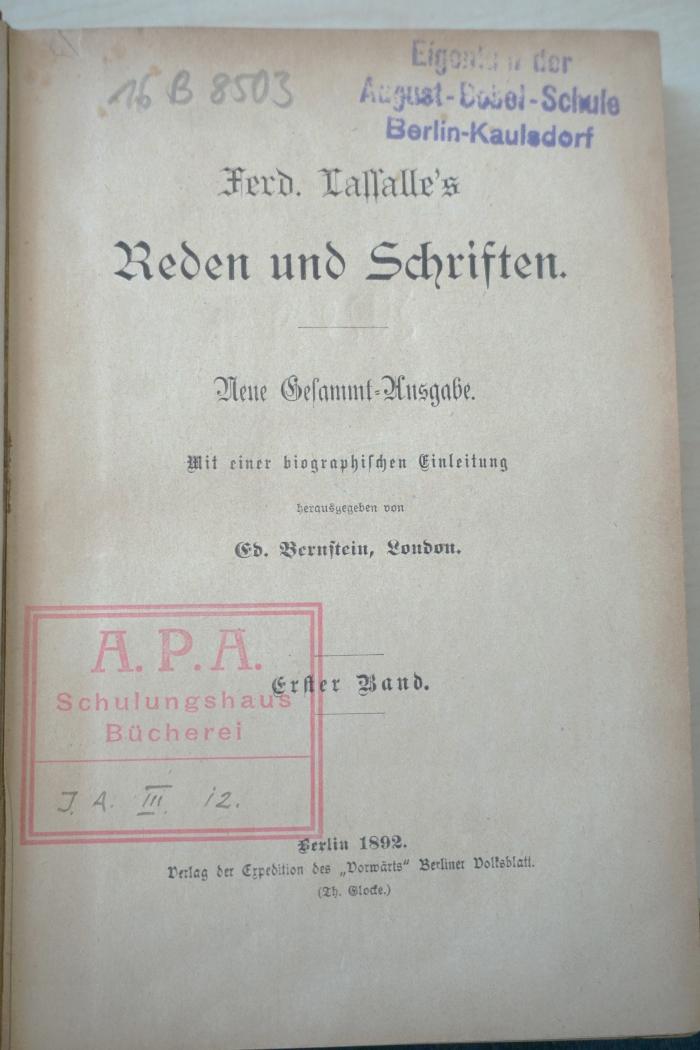 16 B 8503
Eigentum der
August-Bebel-Schule
Berlin-Kaulsdorf
Ferd. Lassalle's
Reden und Schriften.
Neue Gesammt-Ausgabe.
Mit einer biographischen Einleitung
herausgegeben von
Ed. Bernstein, London.
Erster Band.
A. P. A.
Schulungshaus
Bücherei
J. A. III 12.
Berlin 1892.
Verlag der Expedition des „Vorwärts“ Berliner Volksblatt.
(Th. Glocke.)